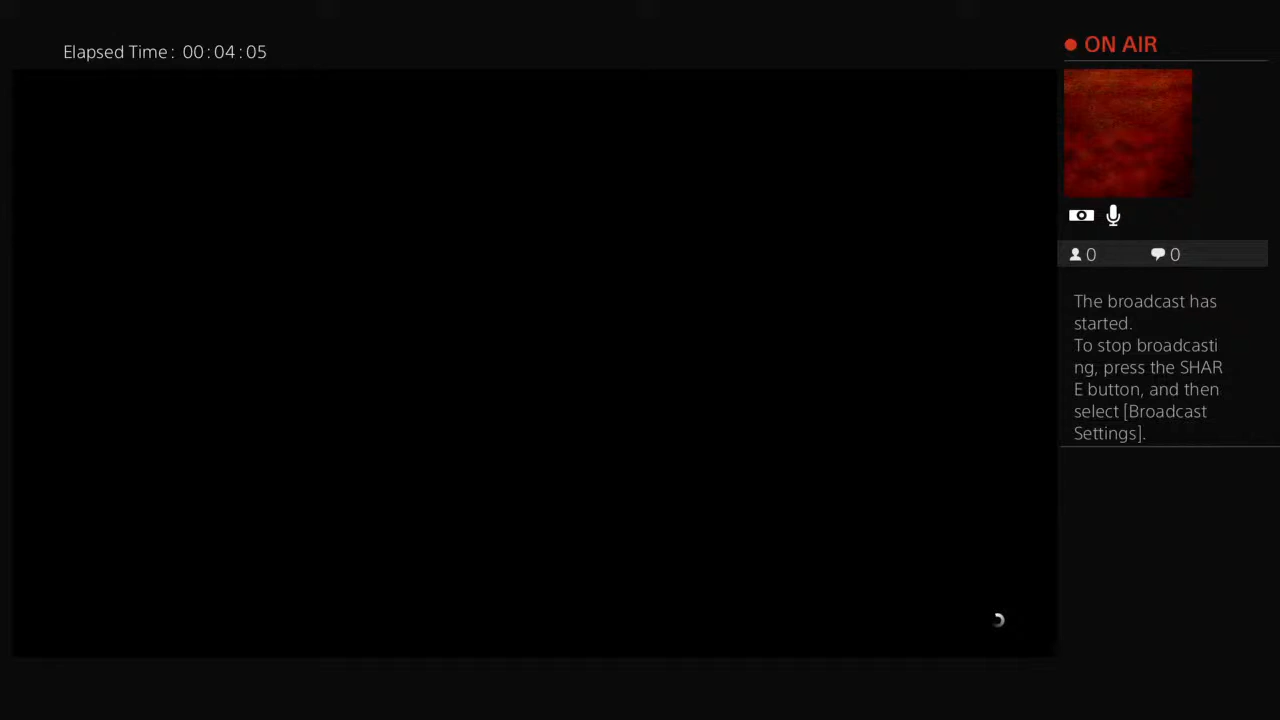 Elapsed Time: 00:04:05
ON AIR
0 0
The broadcast has
started.
To stop broadcasti
ng, press the SHAR
E button, and then
select [Broadcast
Settings].